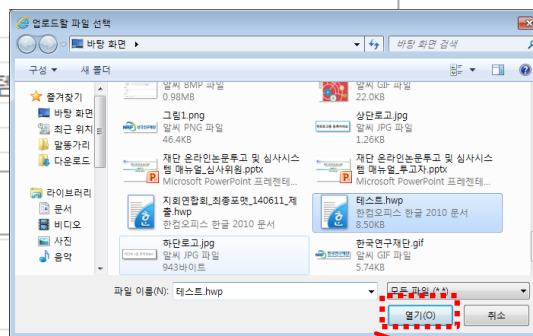 업로드할 파일 선택
바탕 화면 ▸
바탕 화면 검색
구성 ▼ 새 폴더
즐겨찾기
바탕 화면
최근 위치
말똥가리
다운로드
라이브러리
문서
비디오
사진
음악
알씨 BMP 파일
0.98MB
알씨 GIF 파일
22.0KB
그림1.png
알씨 PNG 파일
46.4KB
상단로고.jpg
알씨 JPG 파일
1.26KB
재단 온라인논문투고 및 심사시스
템 매뉴얼_심사위원.pptx
Microsoft PowerPoint 프레젠테...
재단 온라인논문투고 및 심사시스
템 매뉴얼_투고자.pptx
Microsoft PowerPoint 프레젠테...
지회연합회_최종포맷_140611_제
출.hwp
한컴오피스 한글 2010 문서
테스트.hwp
한컴오피스 한글 2010 문서
8.50KB
하단로고.jpg
알씨 JPG 파일
943바이트
한국연구재단.gif
알씨 GIF 파일
5.74KB
파일 이름(N): 테스트.hwp
모든 파일 (*.*)
열기(O) 취소